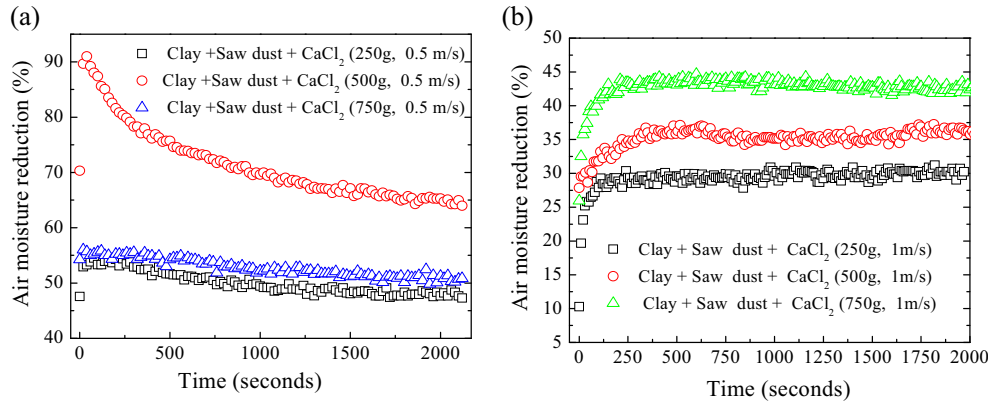 (a)
Air moisture reduction (%)
90
80
70
60
50
40
Clay +Saw dust + CaCl2 (250g, 0.5 m/s)
Clay +Saw dust + CaCl2 (500g, 0.5 m/s)
Clay +Saw dust + CaCl2 (750g, 0.5 m/s)
0 500 1000 1500 2000
Time (seconds)
(b)
Air moisture reduction (%)
50
45
40
35
30
25
20
15
10
5
Clay + Saw dust + CaCl2 (250g, 1m/s)
Clay + Saw dust + CaCl2 (500g, 1m/s)
Clay + Saw dust + CaCl2 (750g, 1m/s)
0 250 500 750 1000 1250 1500 1750 2000
Time (seconds)